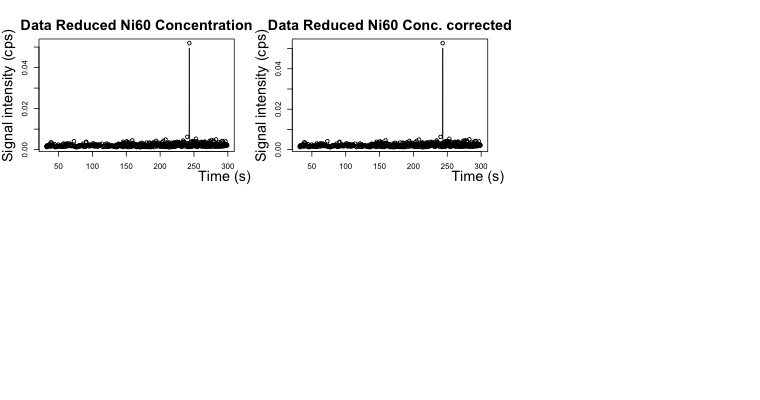 Data Reduced Ni60 Concentration
Signal intensity (cps)
0.00 0.02 0.04
50 100 150 200 250 300
Time (s)
Data Reduced Ni60 Conc. corrected
Signal intensity (cps)
0.00 0.02 0.04
50 100 150 200 250 300
Time (s)